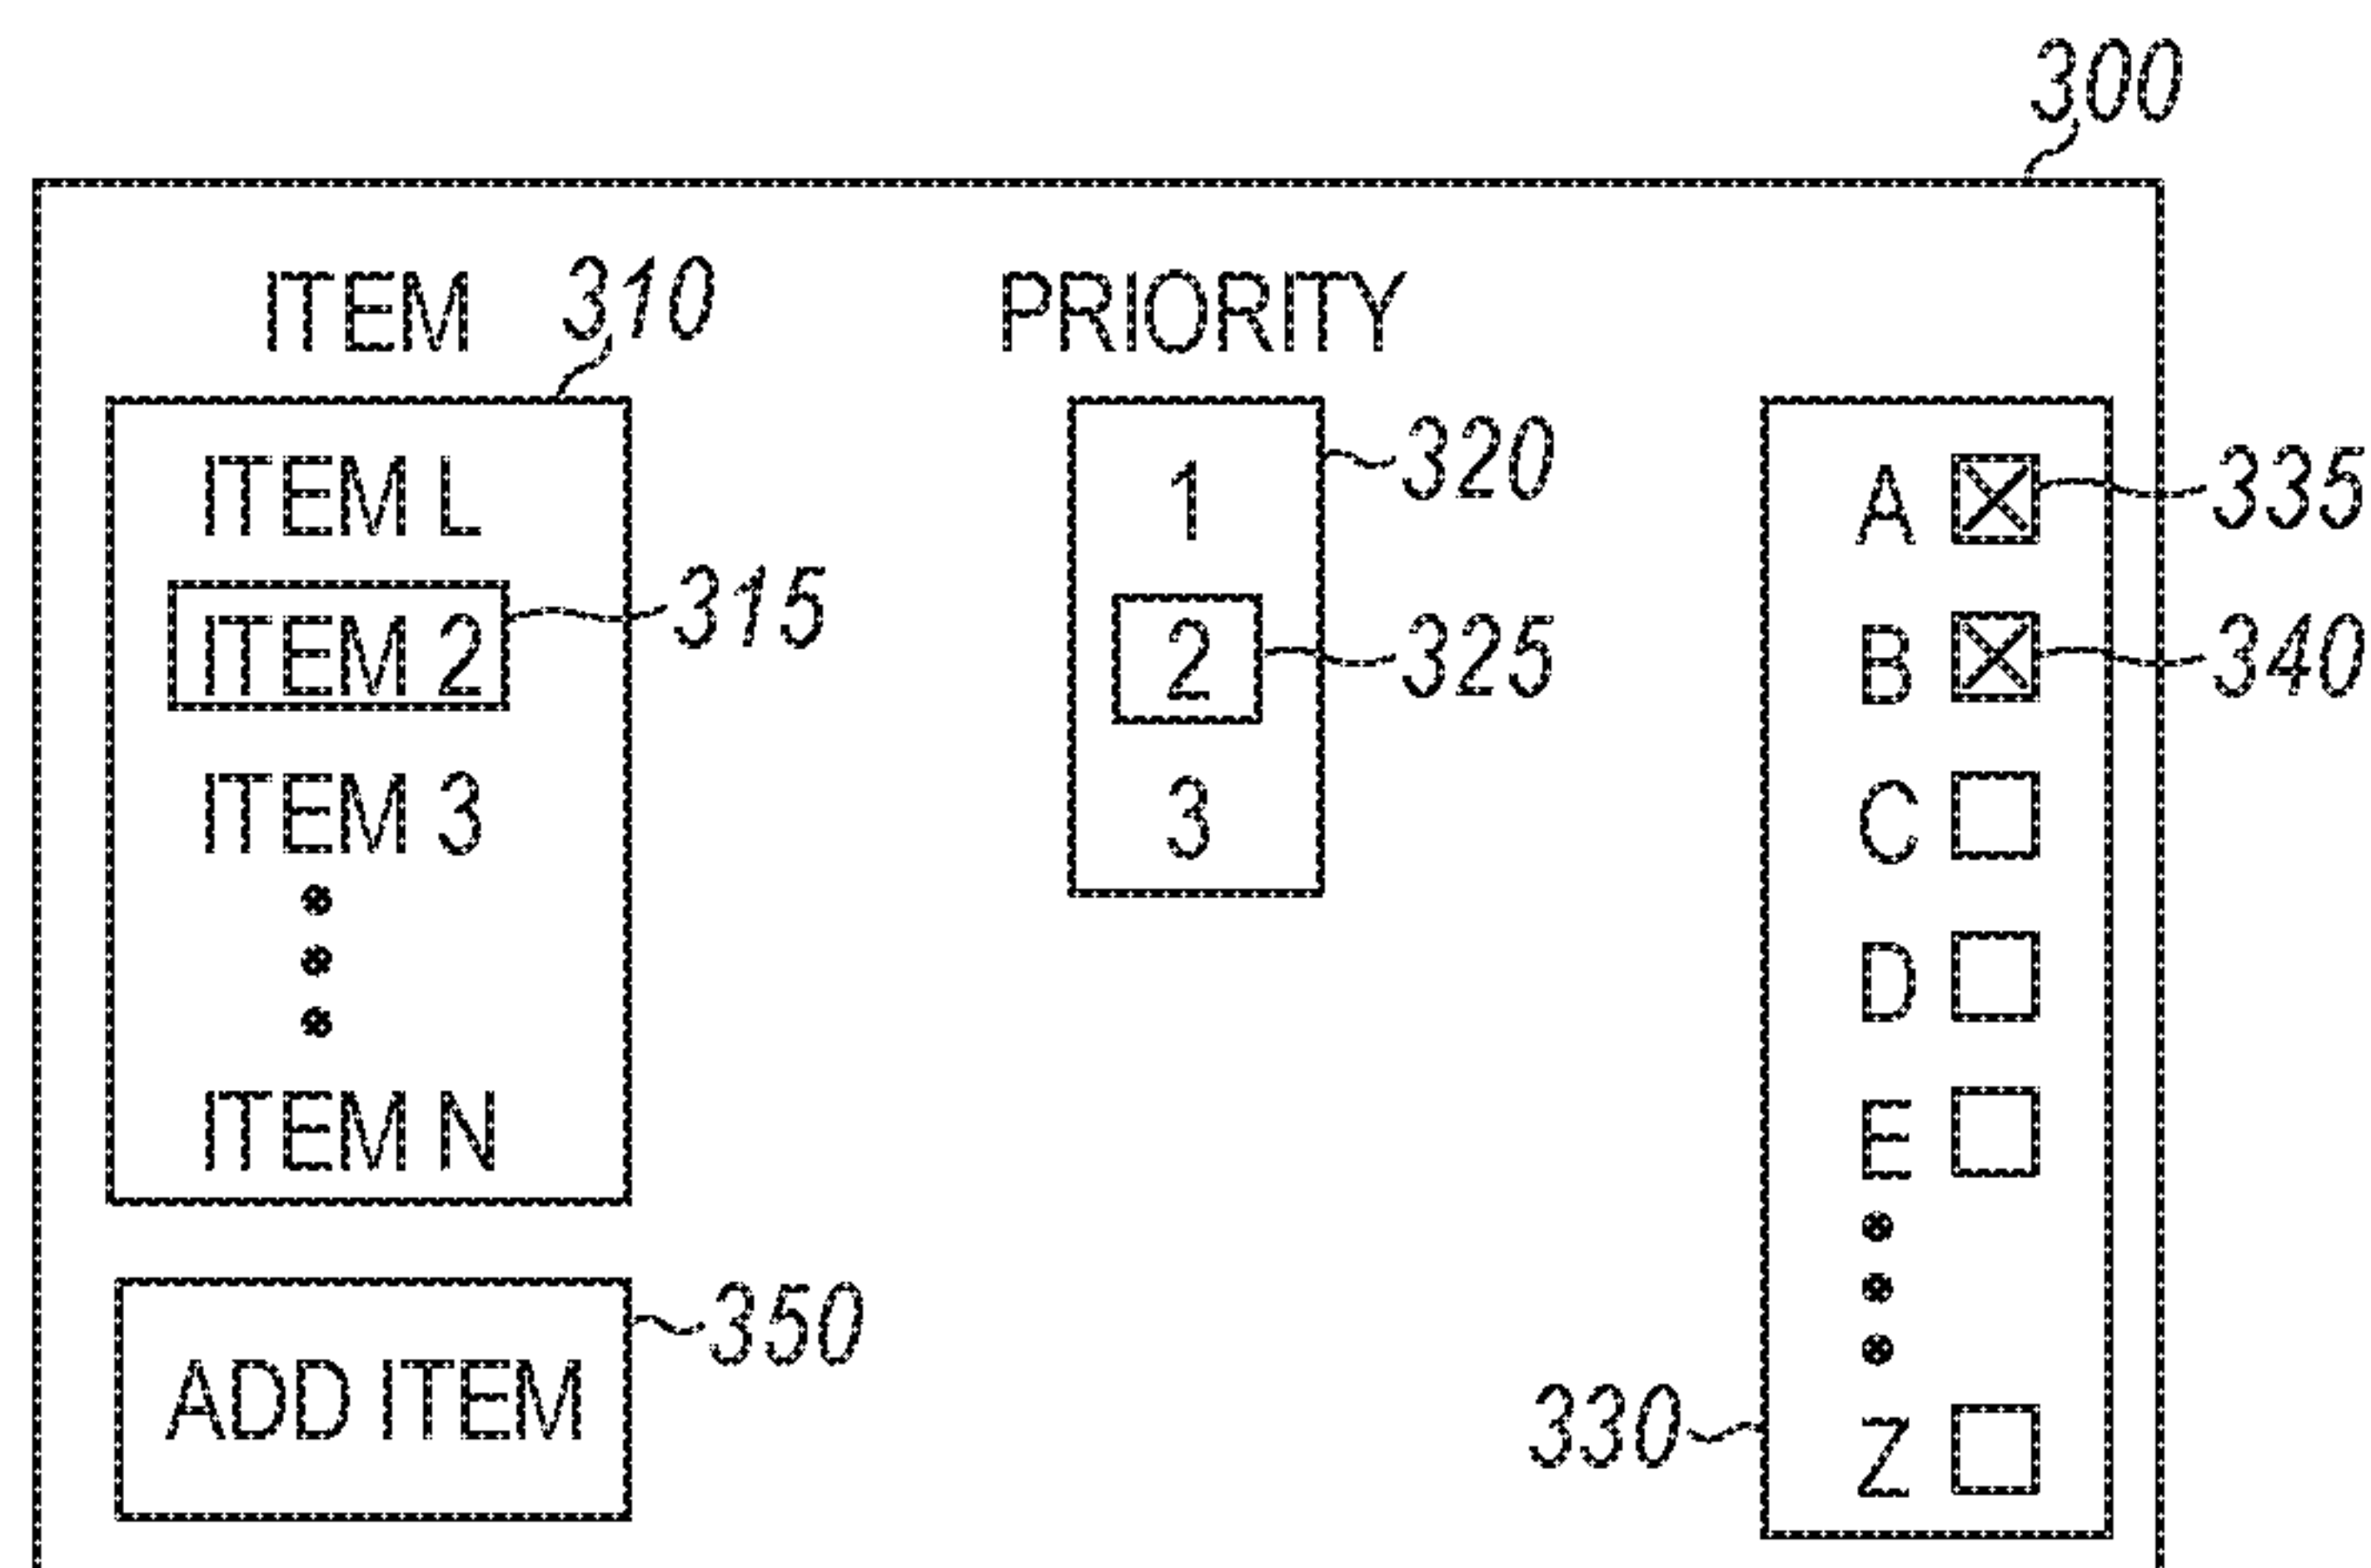 300
ITEM 310 PRIORITY
ITEM L 1 320 A 335
ITEM 2 315 2 325 B 340
ITEM 3 3 C
D
ITEM N E
ADD ITEM 350 330 Z